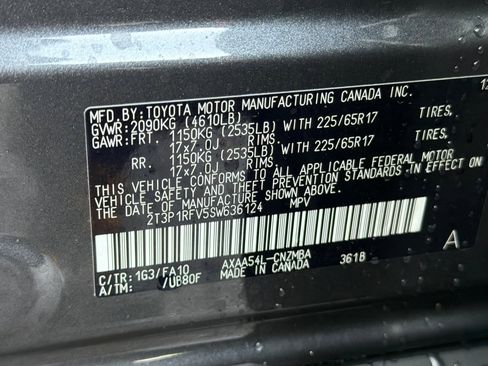 MFD.BY:TOYOTA MOTOR MANUFACTURING CANADA INC. 12
GVWR:2090KG (4610LB)
GAWR:FRT. 1150KG (2535LB) WITH 225/65R17 TIRES.
17x7.0J RIMS.
RR. 1150KG (2535LB) WITH 225/65R17 TIRES.
17x7.0J RIMS.
THIS VEHICLE CONFORMS TO ALL APPLICABLE FEDERAL MOTOR
VEHICLE SAFETY AND THEFT PREVENTION STANDARDS IN EFFECT ON
THE DATE OF MANUFACTURE SHOWN ABOVE.
2T3P1RFV5SW636124 MPV
A
C/TR:1G3/FA10 AXAA54L-CNZMBA 361B
A/TM: /UB80F MADE IN CANADA